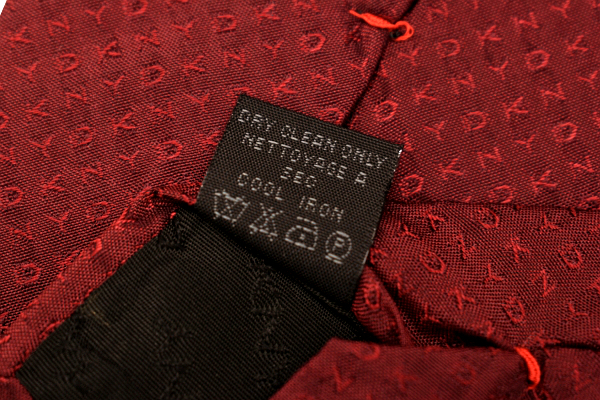 DRY CLEAN ONLY
NETTOYAGE A
SEC
COOL IRON
P